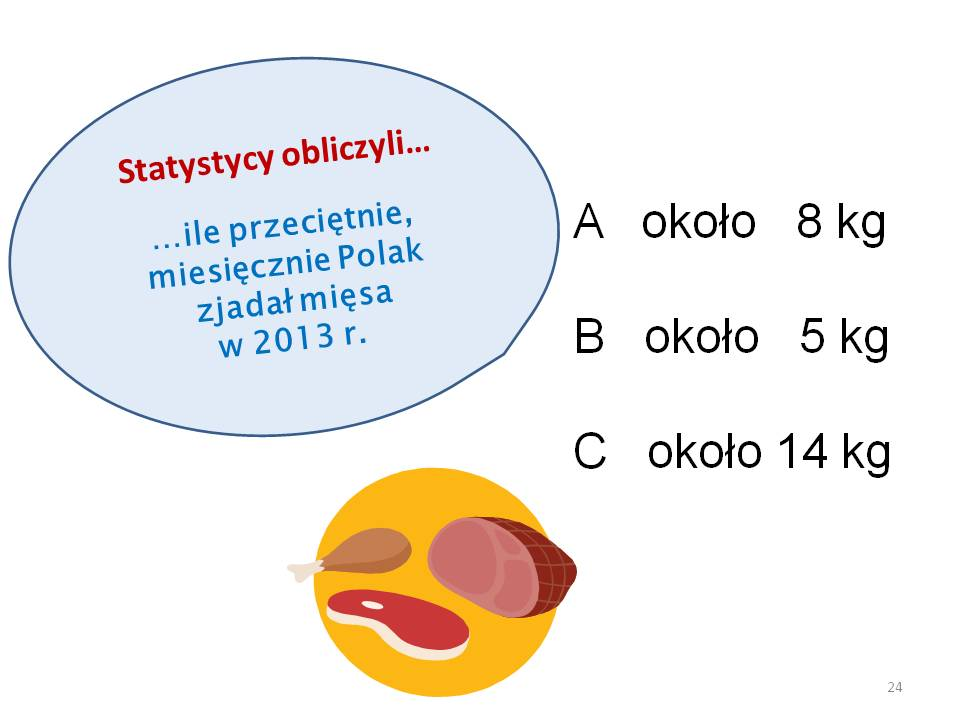 Statystycy obliczyli...
...ile przeciętnie,
miesięcznie Polak
zjadał mięsa
w 2013 r.
A około 8 kg
B około 5 kg
C około 14 kg
24